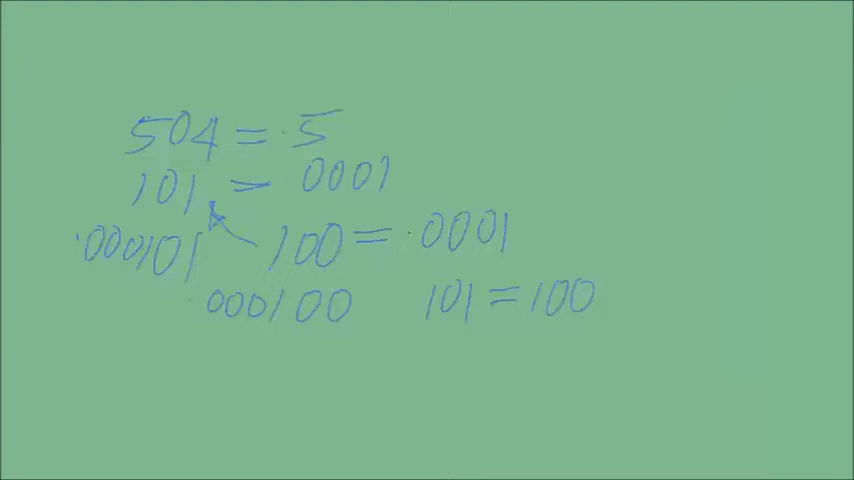 504 = .5
101 = 0001
.000101 100 = .0001
.000100 101 = 100